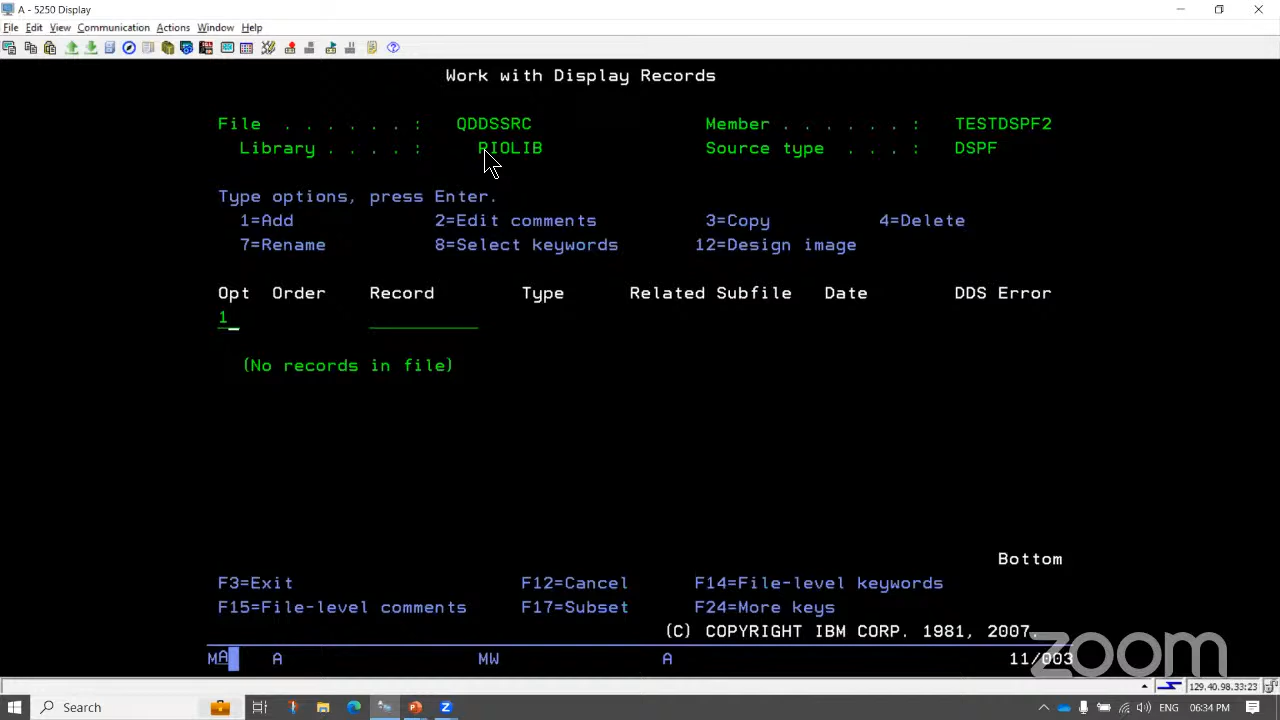 A - 5250 Display
File Edit View Communication Actions Window Help
Work with Display Records
File . . . . . . : QDDSSRC Member . . . . . . : TESTDSPF2
Library . . . . : RIOLIB Source type . . . : DSPF
Type options, press Enter.
1=Add 2=Edit comments 3=Copy 4=Delete
7=Rename 8=Select keywords 12=Design image
Opt Order Record Type Related Subfile Date DDS Error
1
(No records in file)
Bottom
F3=Exit F12=Cancel F14=File-level keywords
F15=File-level comments F17=Subset F24=More keys
(C) COPYRIGHT IBM CORP. 1981, 2007.
MA A MW A 11/003
zoom
129.40.98.33:23
Search ENG 06:34 PM